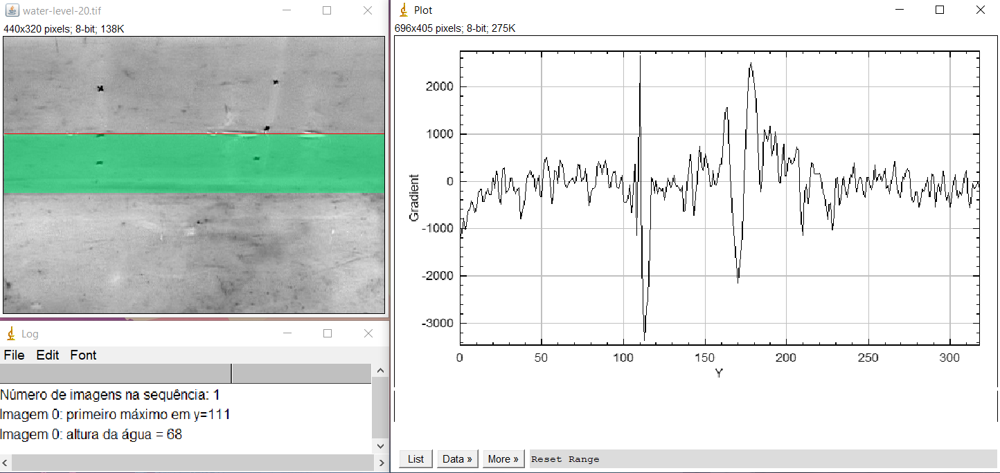 water-level-20.tif
440x320 pixels; 8-bit; 138K
Log
File Edit Font
Número de imagens na sequência: 1
Imagem 0: primeiro máximo em y=111
Imagem 0: altura da água = 68
Plot
696x405 pixels; 8-bit; 275K
2000
1000
0
-1000
-2000
-3000
Gradient
0 50 100 150 200 250 300
Y
List Data » More » Reset Range